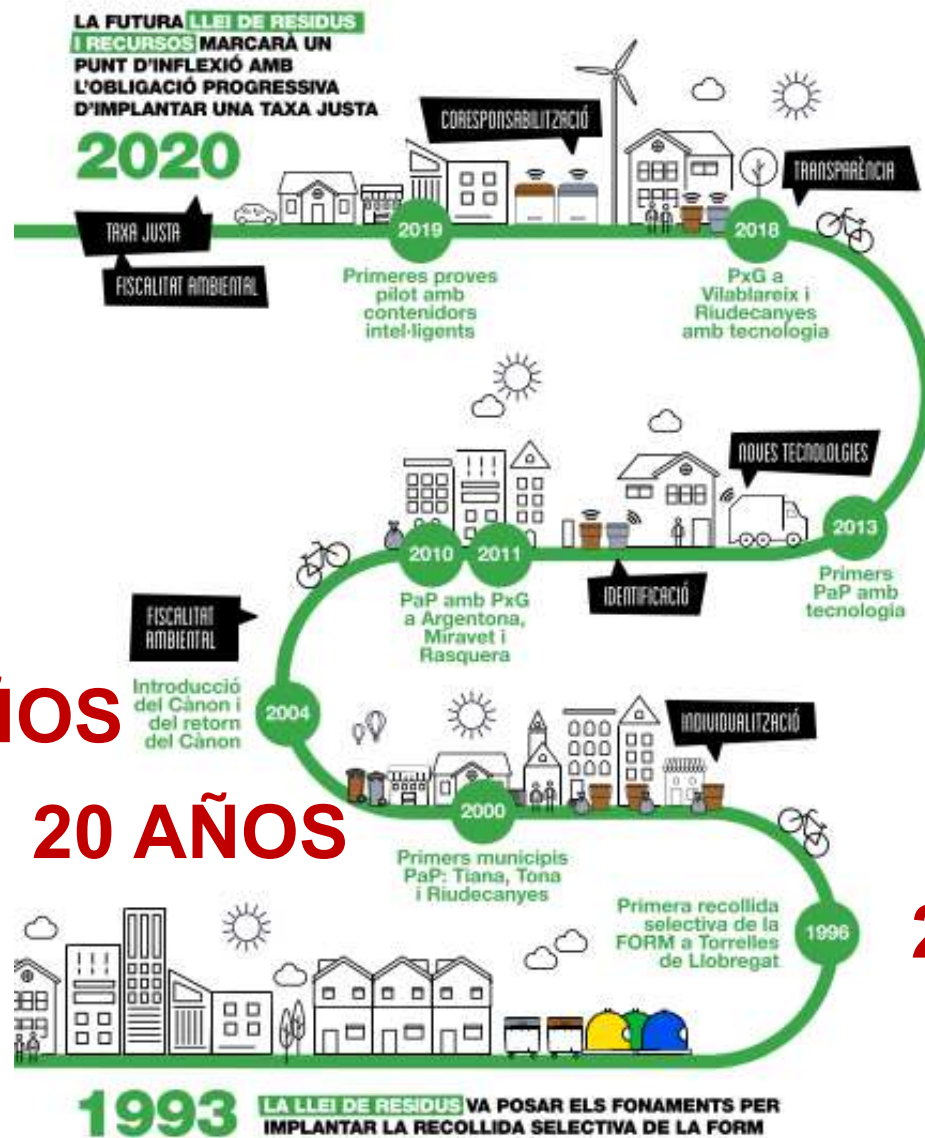 LA FUTURA LLEI DE RESIDUS
I RECURSOS MARCARÀ UN
PUNT D'INFLEXIÓ AMB
L'OBLIGACIÓ PROGRESSIVA
D'IMPLANTAR UNA TAXA JUSTA
2020
CORESPONSABILITZACIÓ
TRANSPARÈNCIA
TAXA JUSTA
FISCALITAT AMBIENTAL
2019
Primeres proves
pilot amb
contenidors
intel·ligents
2018
PxG a
Vilablareix i
Riudecanyes
amb tecnologia
NOVES TECNOLOLGIES
2013
Primers
PaP amb
tecnologia
IDENTIFICACIÓ
2010
2011
PaP amb PxG
a Argentona,
Miravet i
Rasquera
FISCALITAT
AMBIENTAL
Introducció
del Cànon i
del retorn
del Cànon
2004
ÑOS
20 AÑOS
INDIVIDUALITZACIÓ
2000
Primers municipis
PaP: Tiana, Tona
i Riudecanyes
Primera recollida
selectiva de la
FORM a Torrelles
de Llobregat
1996
2
1993
LA LLEI DE RESIDUS VA POSAR ELS FONAMENTS PER
IMPLANTAR LA RECOLLIDA SELECTIVA DE LA FORM